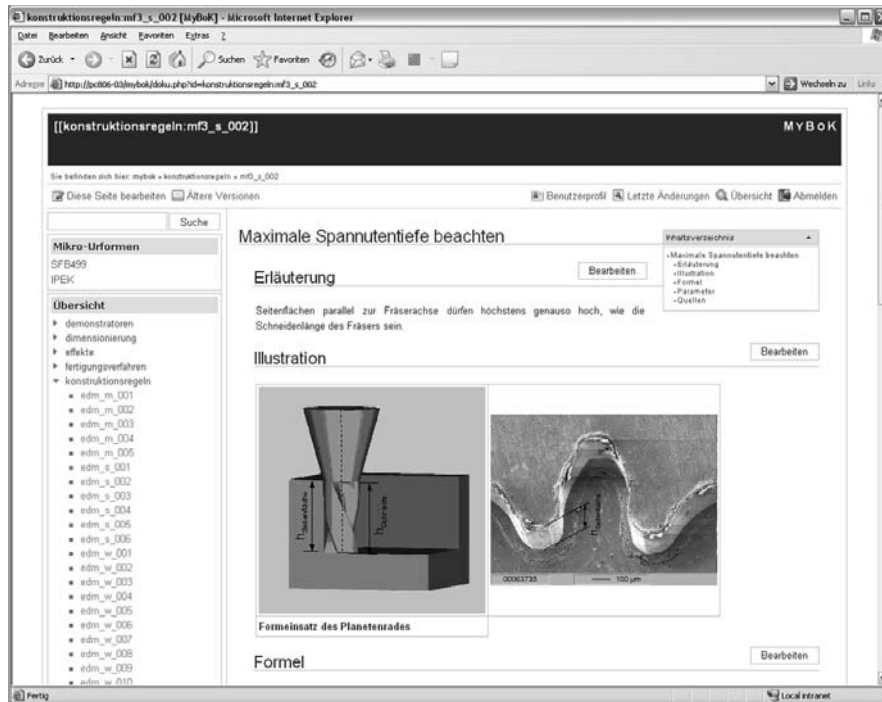 konstruktionsregeln:mf3_s_002 [MyBoK] - Microsoft Internet Explorer
Datei Bearbeiten Ansicht Favoriten Extras ?
Zurück Suchen Favoriten
Adresse http://pc806-03/mybok/doku.php?id=konstruktionsregeln:mf3_s_002 Wechseln zu Links
[[konstruktionsregeln:mf3_s_002]] MYBOK
Sie befinden sich hier: mybok » konstruktionsregeln » mf3_s_002
Diese Seite bearbeiten Ältere Versionen Benutzerprofil Letzte Änderungen Übersicht Abmelden
Suche
Mikro-Urformen
SFB499
IPEK
Übersicht
demonstratoren
dimensionierung
effekte
fertigungsverfahren
konstruktionsregeln
edm_m_001
edm_m_002
edm_m_003
edm_m_004
edm_m_005
edm_s_001
edm_s_002
edm_s_003
edm_s_004
edm_s_005
edm_s_006
edm_w_001
edm_w_002
edm_w_003
edm_w_004
edm_w_005
edm_w_006
edm_w_007
edm_w_008
edm_w_009
edm_w_010
Maximale Spannutentiefe beachten
Inhaltsverzeichnis
Maximale Spannutentiefe beachten
Erläuterung
Illustration
Formel
Parameter
Quellen
Erläuterung Bearbeiten
Seitenflächen parallel zur Fräserachse dürfen höchstens genauso hoch, wie die
Schneidenlänge des Fräsers sein.
Illustration Bearbeiten
hSeitenfläche
hSchneide
hSeitenfläche
00063735 100 µm
Formeinsatz des Planetenrades
Formel Bearbeiten
Fertig Local intranet